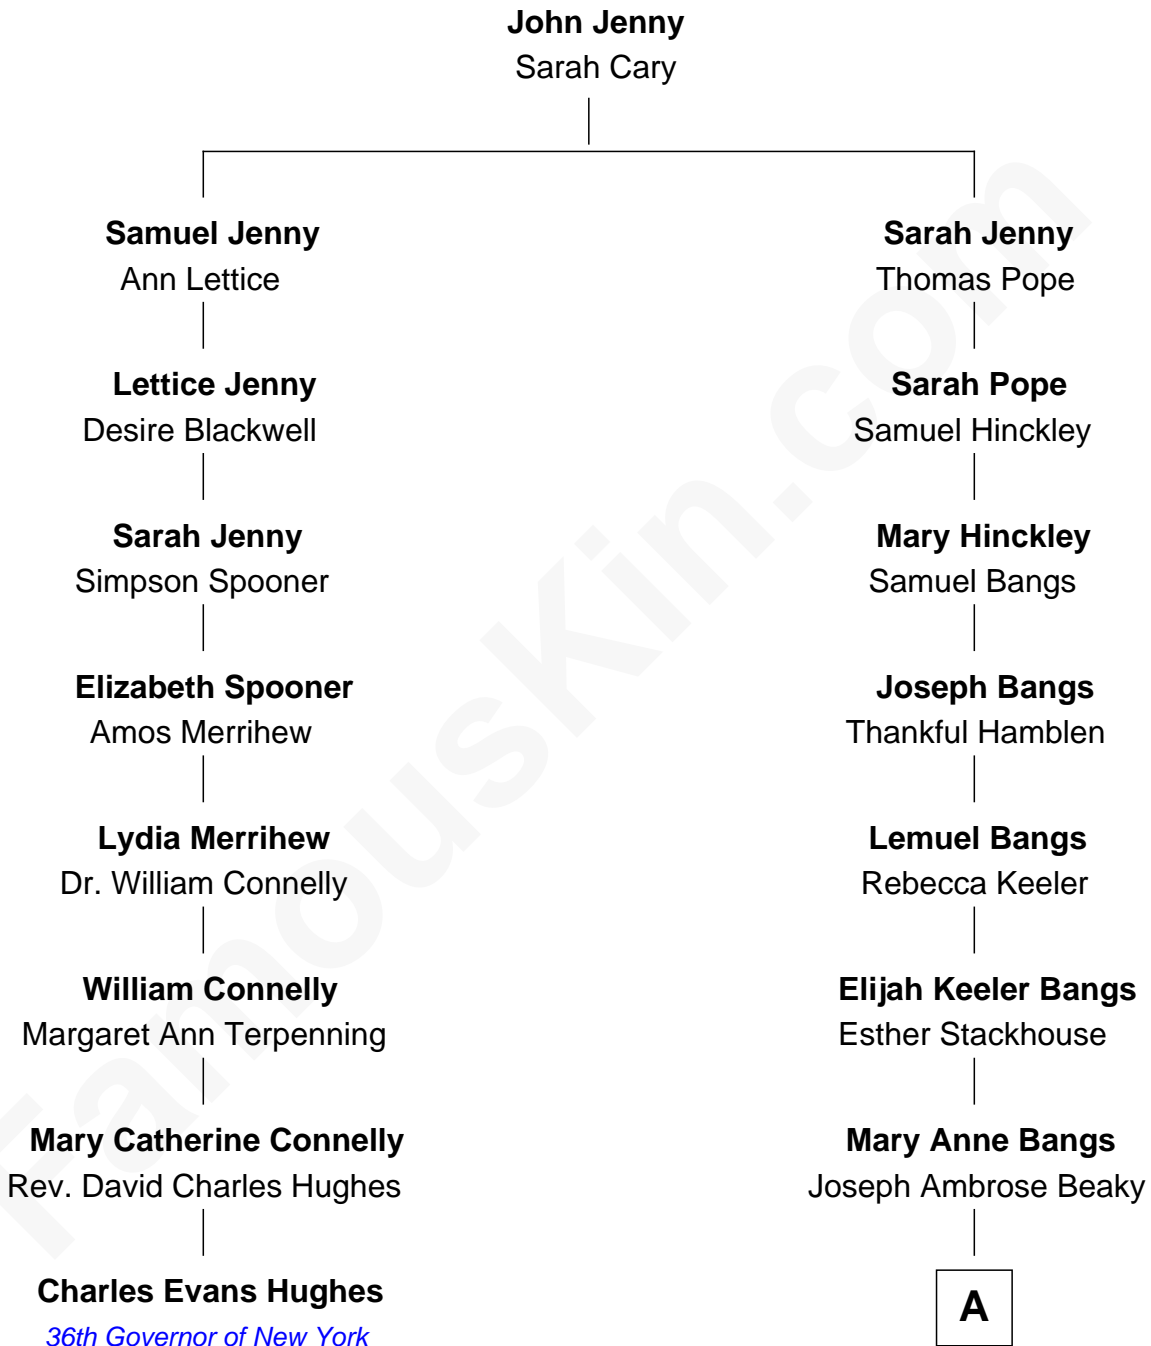 John Jenny
Sarah Cary
Samuel Jenny
Ann Lettice
Sarah Jenny
Thomas Pope
Lettice Jenny
Desire Blackwell
Sarah Pope
Samuel Hinckley
Sarah Jenny
Simpson Spooner
Mary Hinckley
Samuel Bangs
Elizabeth Spooner
Amos Merrihew
Joseph Bangs
Thankful Hamblen
Lydia Merrihew
Dr. William Connelly
Lemuel Bangs
Rebecca Keeler
William Connelly
Margaret Ann Terpenning
Elijah Keeler Bangs
Esther Stackhouse
Mary Catherine Connelly
Rev. David Charles Hughes
Mary Anne Bangs
Joseph Ambrose Beaky
Charles Evans Hughes
36th Governor of New York
A
FamousKin.com